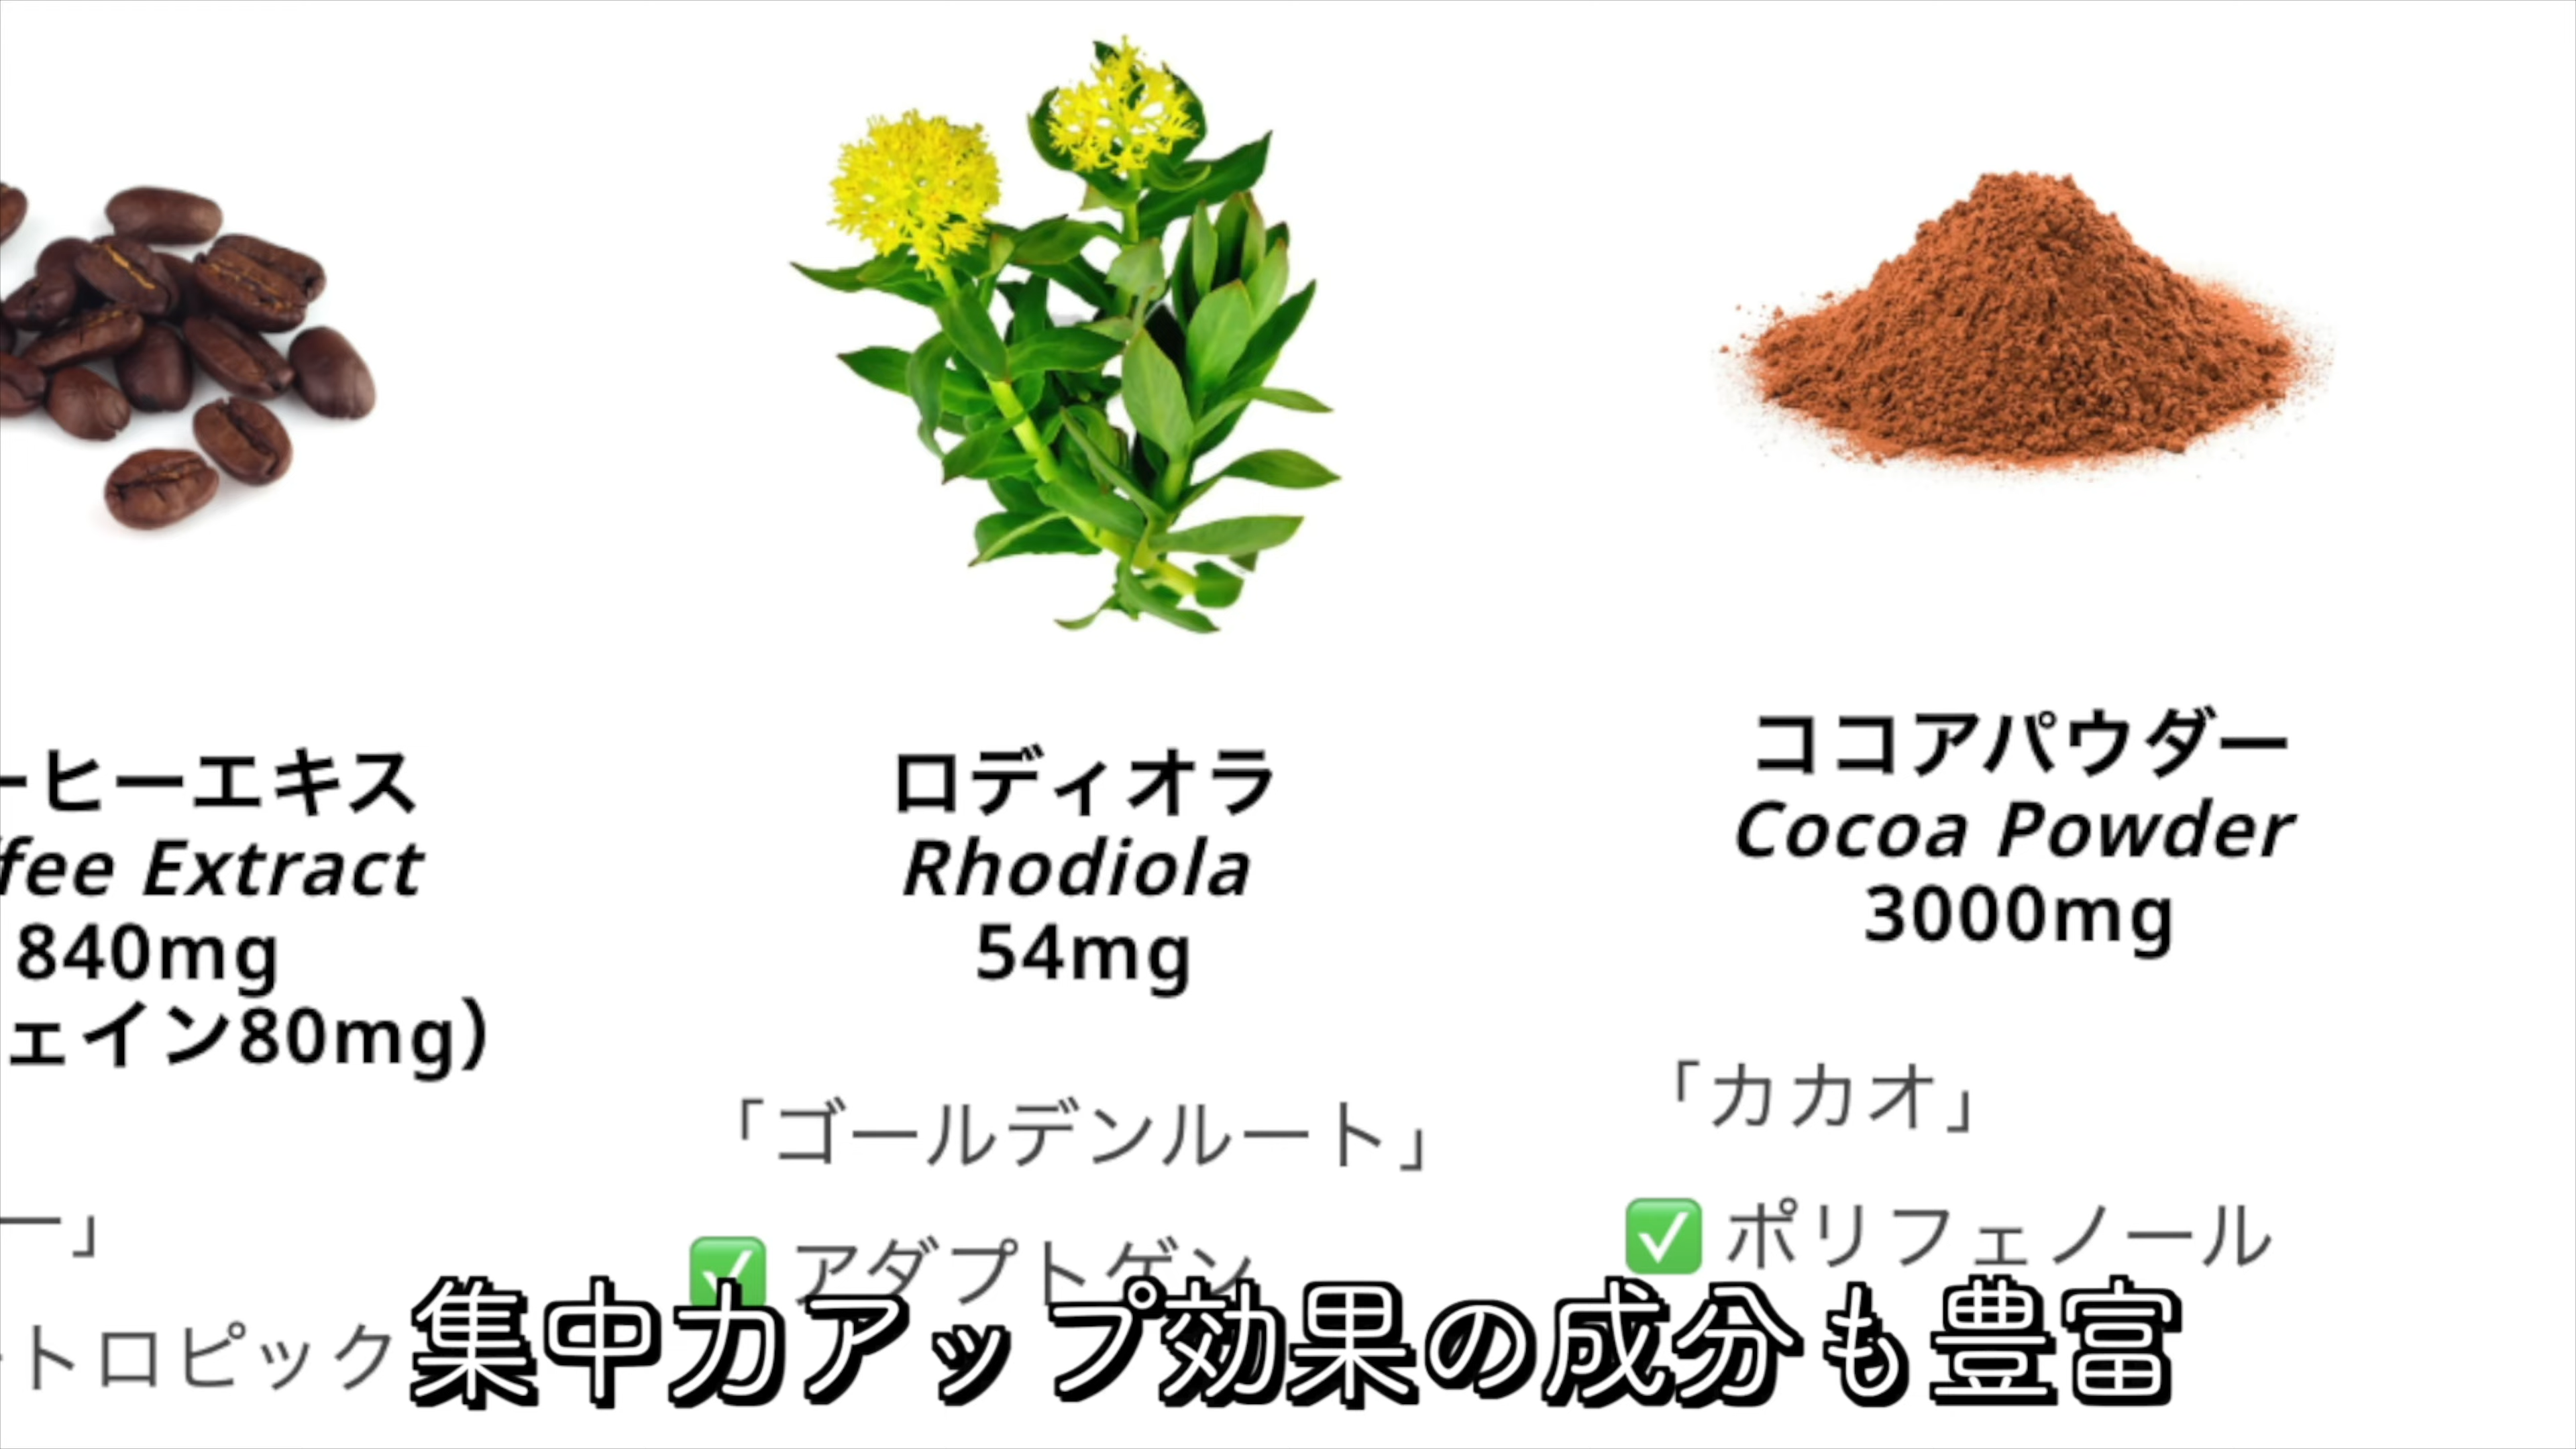 ーヒーエキス
ffee Extract
840mg
ェイン80mg）
ー」
トロピック
ロディオラ
Rhodiola
54mg
「ゴールデンルート」
✅ アダプトゲン
ココアパウダー
Cocoa Powder
3000mg
「カカオ」
✅ ポリフェノール
集中力アップ効果の成分も豊富